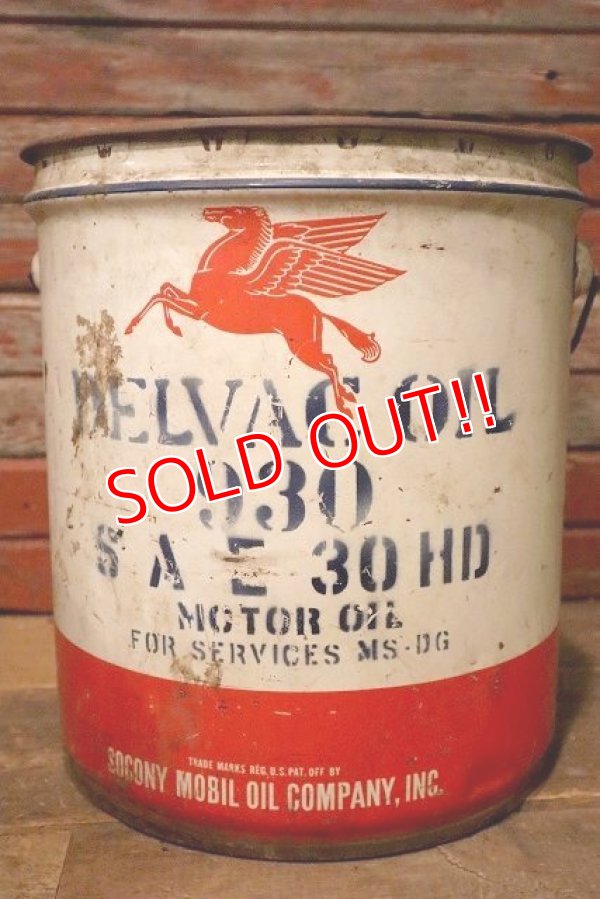 DELVAC OIL
SOLD OUT!!
930
SAE 30 HD
MOTOR OIL
FOR SERVICES MS-DG
TRADE MARKS REG. U.S. PAT. OFF BY
SOCONY MOBIL OIL COMPANY, INC.